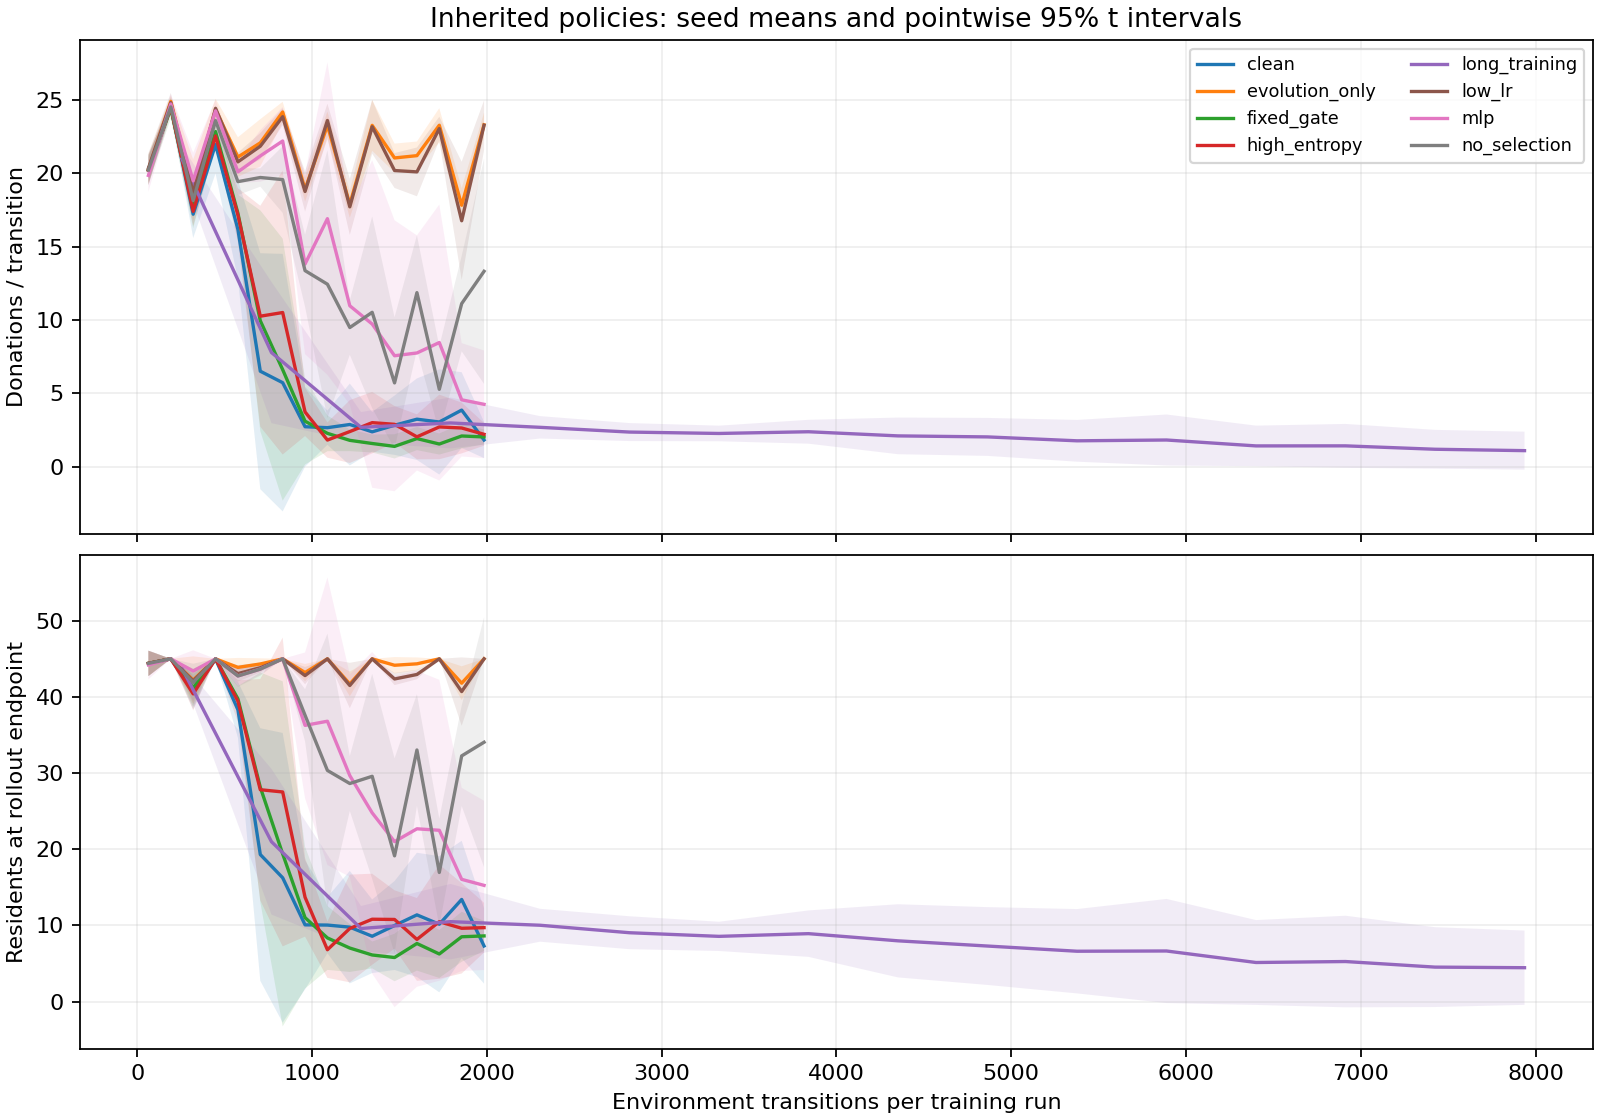 Inherited policies: seed means and pointwise 95% t intervals
Donations / transition
25
20
15
10
5
0
clean
evolution_only
fixed_gate
high_entropy
long_training
low_lr
mlp
no_selection
Residents at rollout endpoint
50
40
30
20
10
0
0 1000 2000 3000 4000 5000 6000 7000 8000
Environment transitions per training run